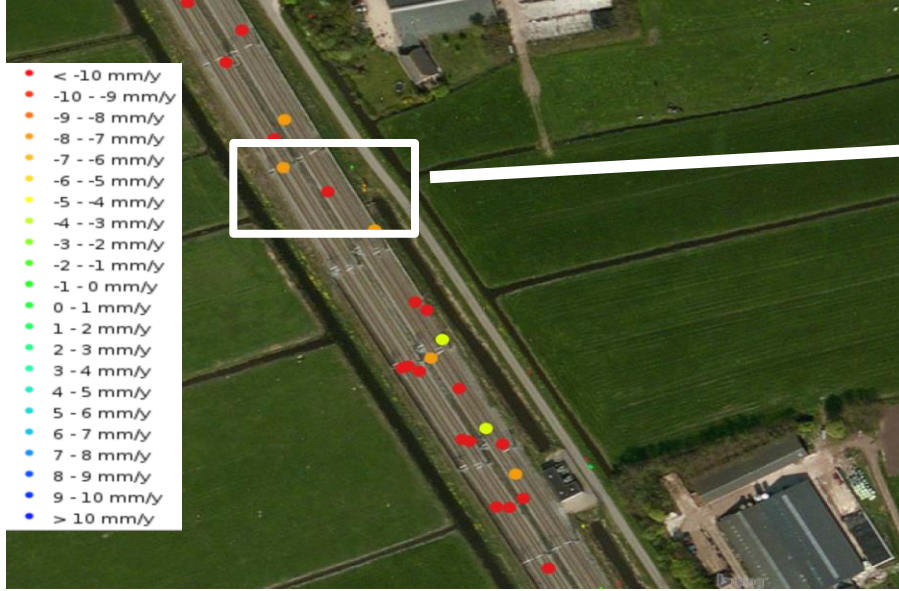 < -10 mm/y
-10 - -9 mm/y
-9 - -8 mm/y
-8 - -7 mm/y
-7 - -6 mm/y
-6 - -5 mm/y
-5 - -4 mm/y
-4 - -3 mm/y
-3 - -2 mm/y
-2 - -1 mm/y
-1 - 0 mm/y
0 - 1 mm/y
1 - 2 mm/y
2 - 3 mm/y
3 - 4 mm/y
4 - 5 mm/y
5 - 6 mm/y
6 - 7 mm/y
7 - 8 mm/y
8 - 9 mm/y
9 - 10 mm/y
> 10 mm/y